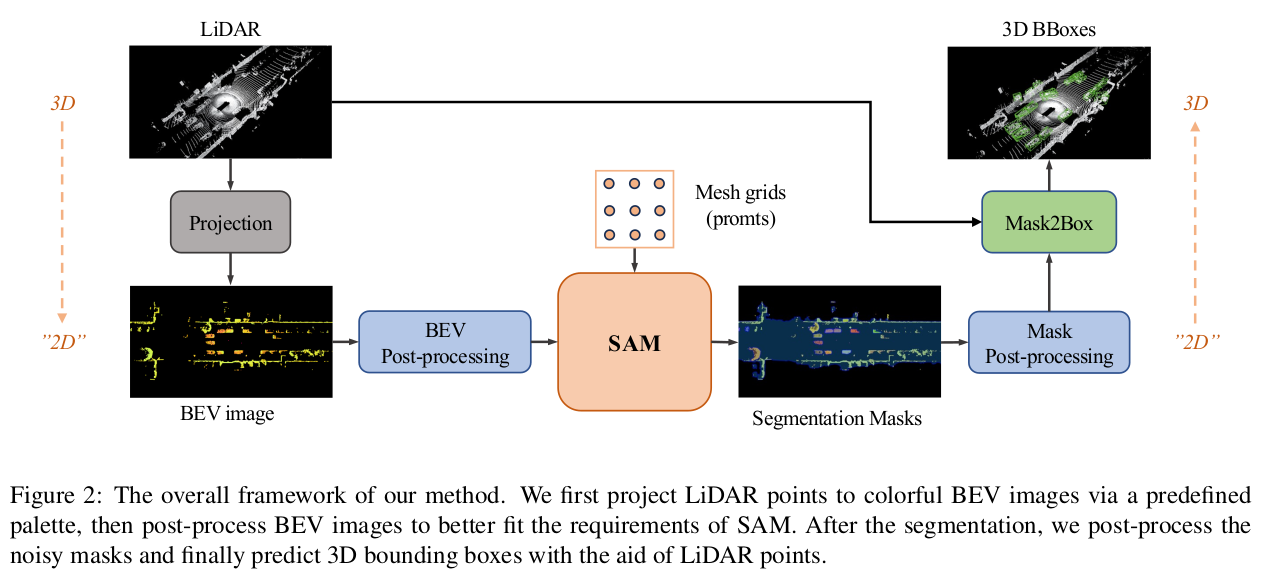 LiDAR
3D BBoxes
3D
3D
Mesh grids
(promts)
Projection
Mask2Box
"2D"
BEV
Post-processing
SAM
Mask
Post-processing
"2D"
BEV image
Segmentation Masks
Figure 2: The overall framework of our method. We first project LiDAR points to colorful BEV images via a predefined
palette, then post-process BEV images to better fit the requirements of SAM. After the segmentation, we post-process the
noisy masks and finally predict 3D bounding boxes with the aid of LiDAR points.